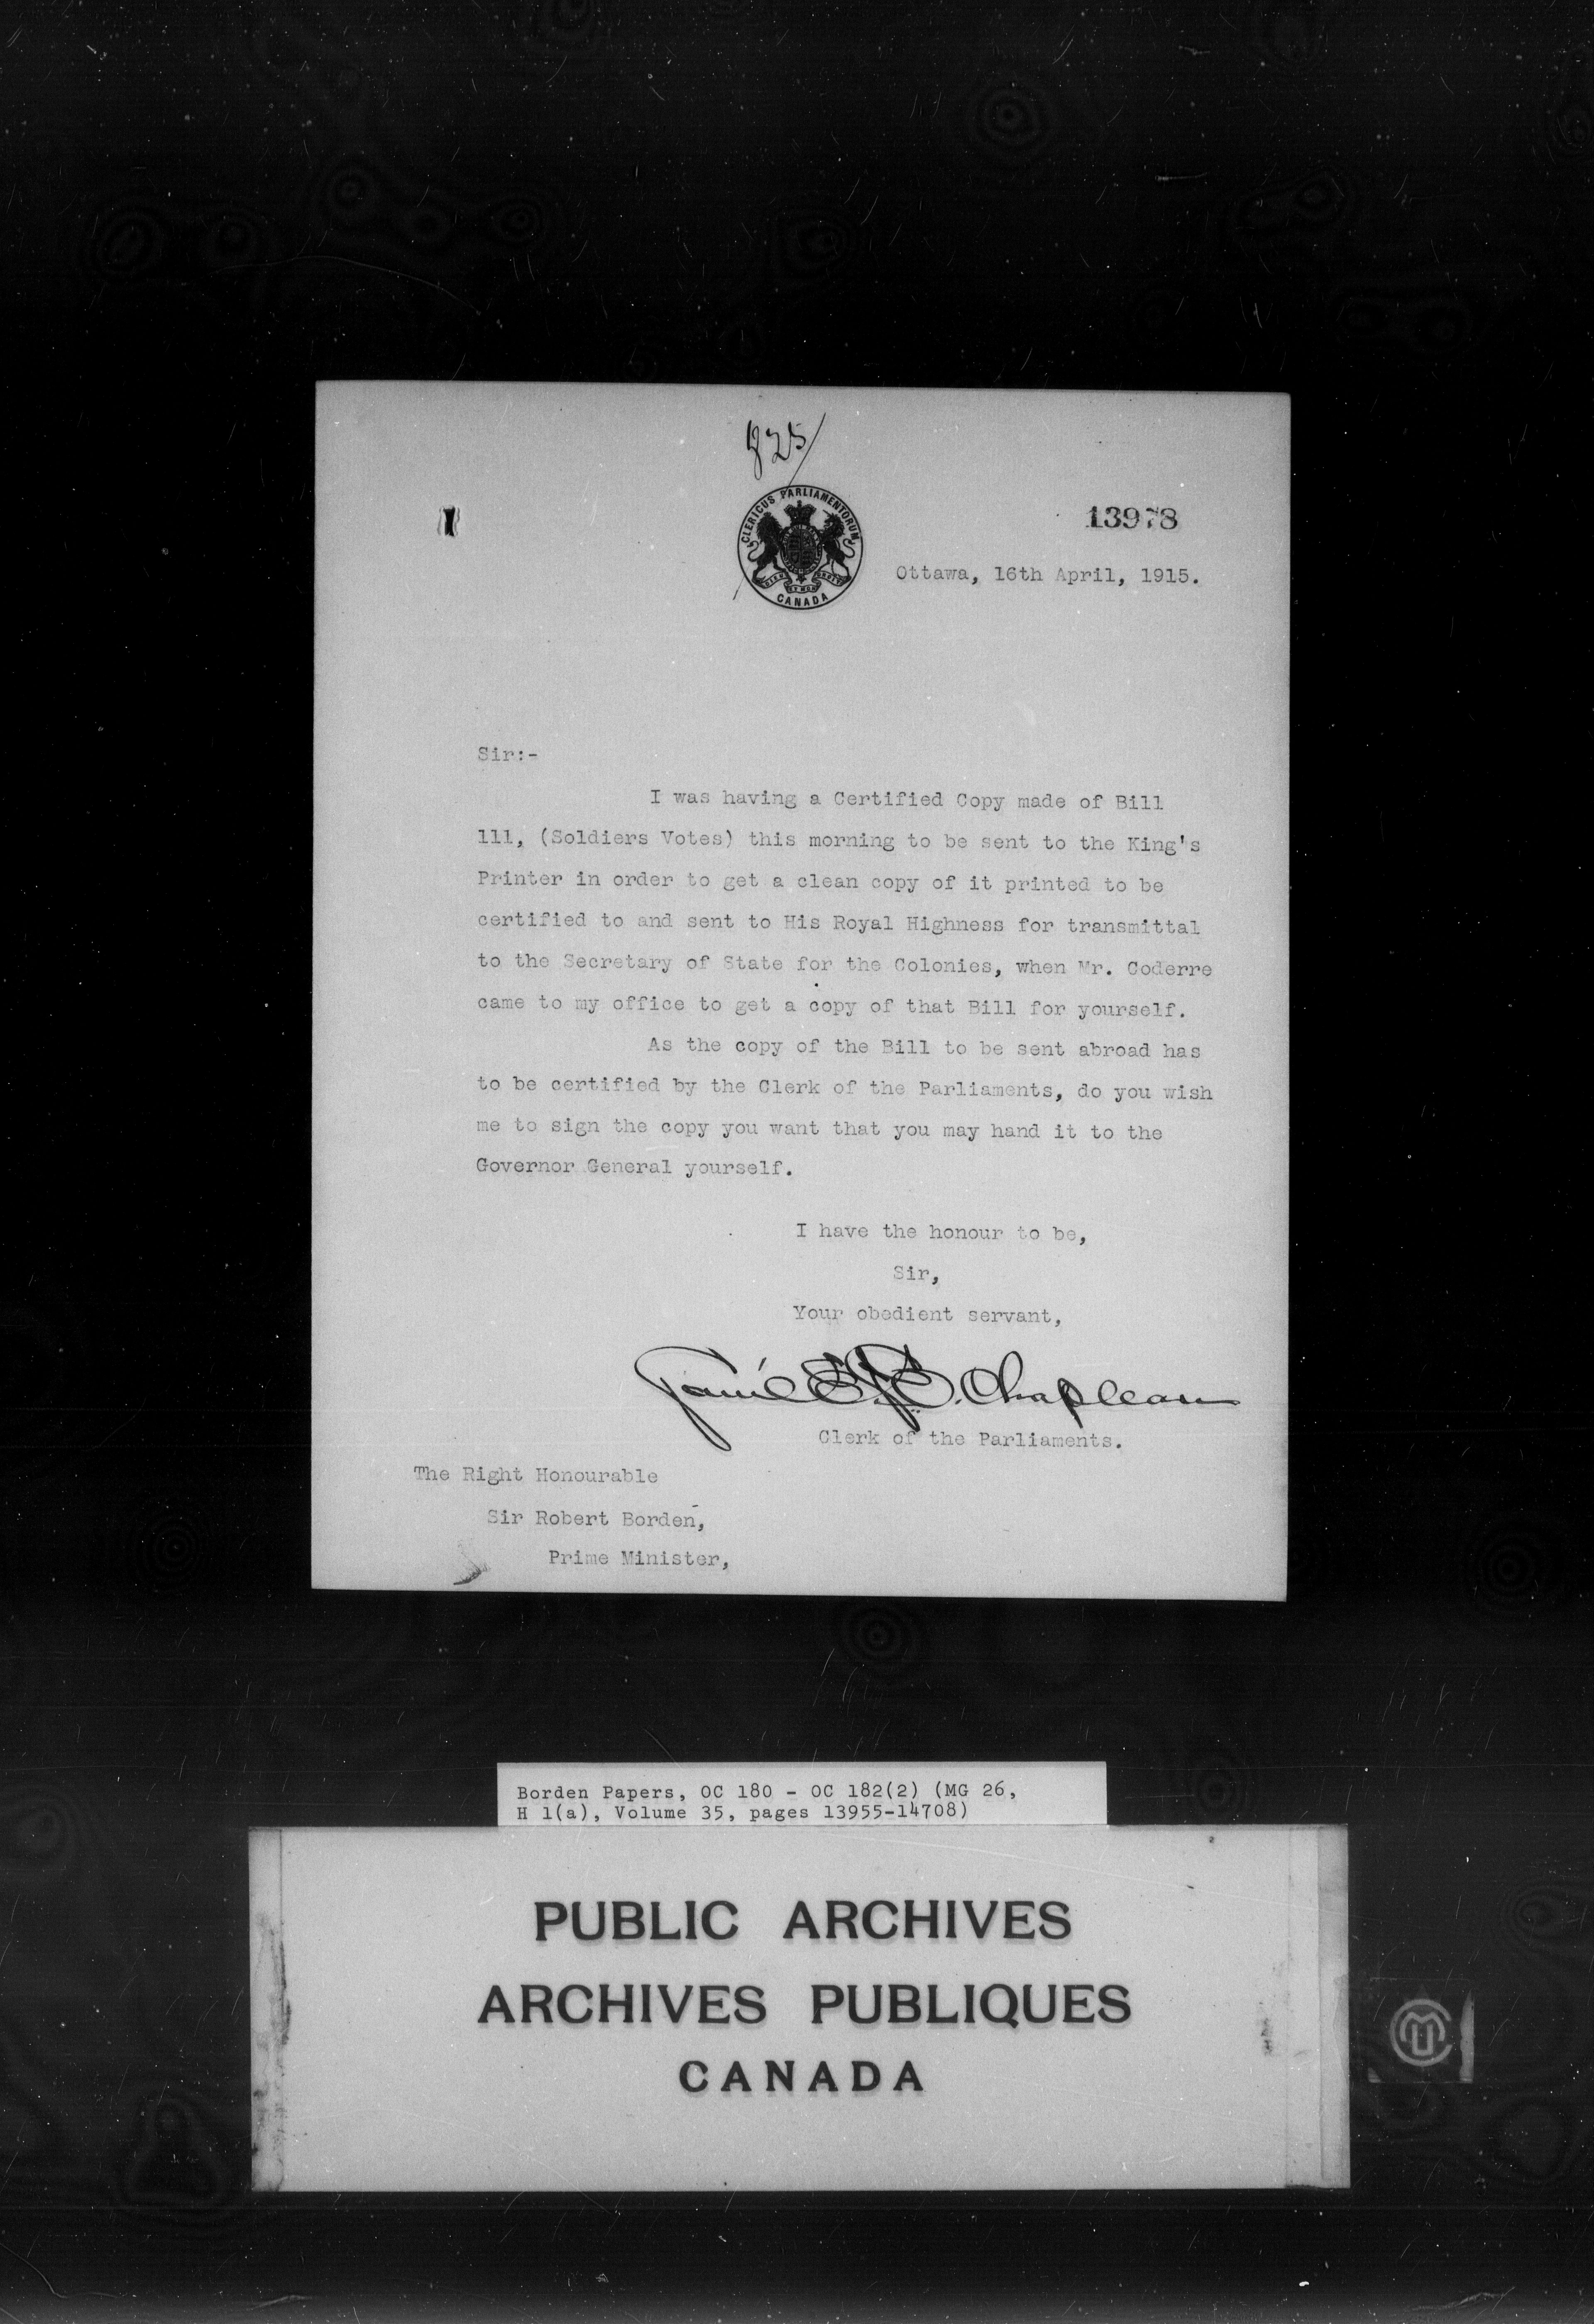 825
CLERICUS PARLIAMENTORUM
CANADA
13978
Ottawa, 16th April, 1915.
Sir:-
I was having a Certified Copy made of Bill
111, (Soldiers Votes) this morning to be sent to the King's
Printer in order to get a clean copy of it printed to be
certified to and sent to His Royal Highness for transmittal
to the Secretary of State for the Colonies, when Mr. Coderre
came to my office to get a copy of that Bill for yourself.
As the copy of the Bill to be sent abroad has
to be certified by the Clerk of the Parliaments, do you wish
me to sign the copy you want that you may hand it to the
Governor General yourself.
I have the honour to be,
Sir,
Your obedient servant,
Chapleau
Clerk of the Parliaments.
The Right Honourable
Sir Robert Borden,
Prime Minister,
Borden Papers, OC 180 - OC 182(2) (MG 26,
H 1(a), Volume 35, pages 13955-14708)
PUBLIC ARCHIVES
ARCHIVES PUBLIQUES
CANADA